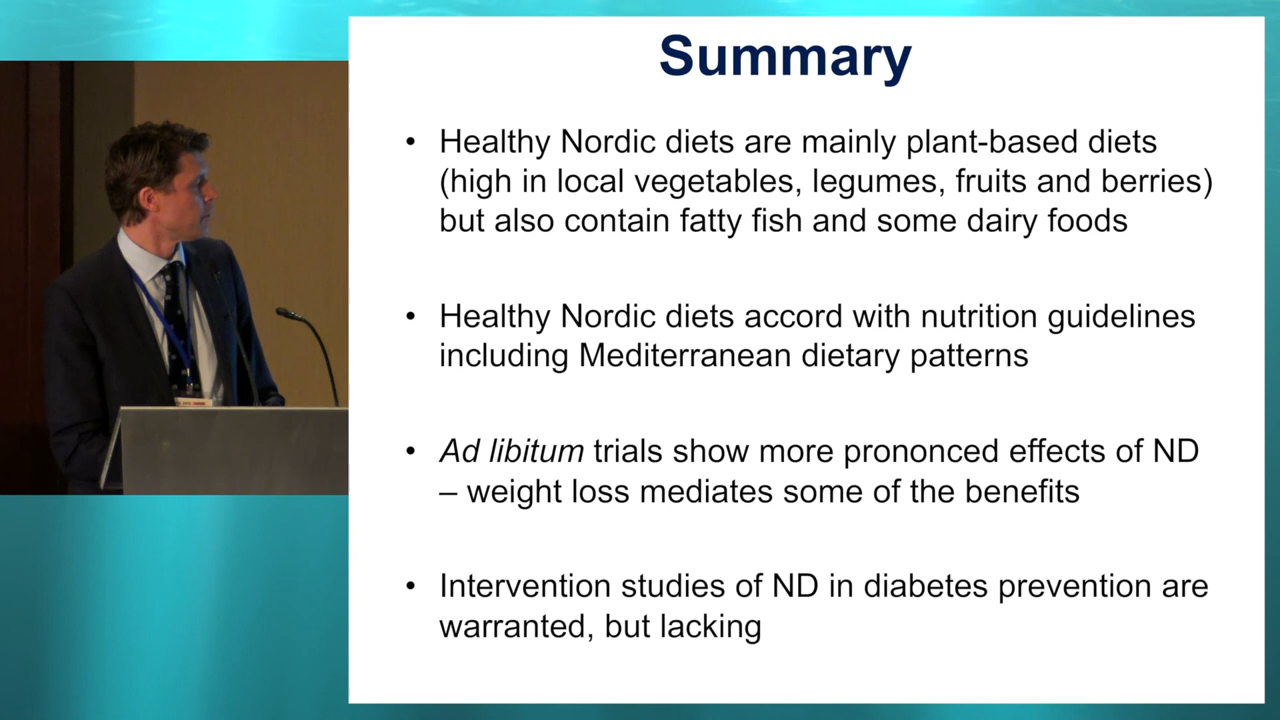 Summary
• Healthy Nordic diets are mainly plant-based diets
(high in local vegetables, legumes, fruits and berries)
but also contain fatty fish and some dairy foods
• Healthy Nordic diets accord with nutrition guidelines
including Mediterranean dietary patterns
• Ad libitum trials show more prononced effects of ND
– weight loss mediates some of the benefits
• Intervention studies of ND in diabetes prevention are
warranted, but lacking